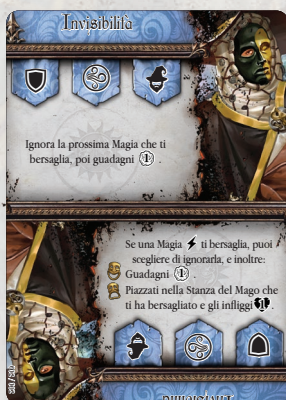 Invisibilità
Ignora la prossima Magia che ti
bersaglia, poi guadagni 1 .
Se una Magia ti bersaglia, puoi
scegliere di ignorarla, e inoltre:
Guadagni 1 .
Piazzati nella Stanza del Mago che
ti ha bersagliato e gli infliggi 1 .